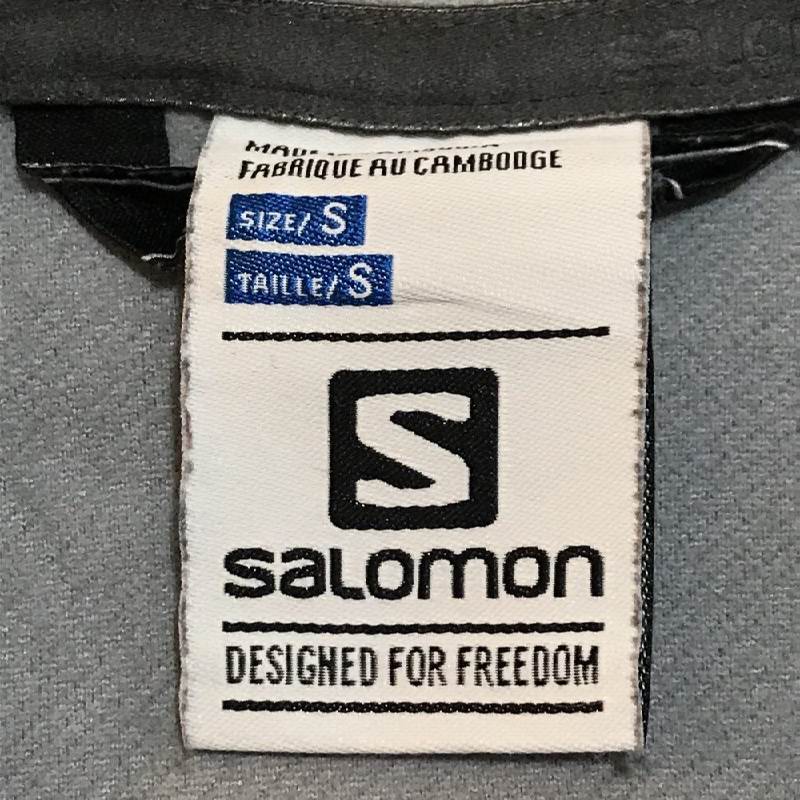 FABRIQUE AU CAMBODGE
SIZE/ S
TAILLE/ S
S
salomon
DESIGNED FOR FREEDOM